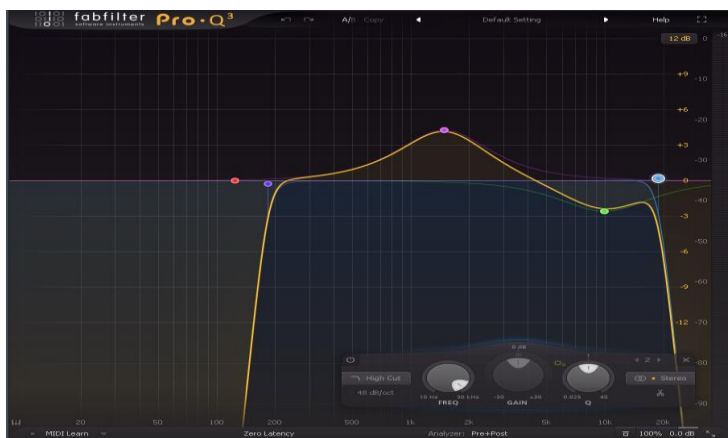 fabfilter Pro·Q³ A/B Copy Default Setting Help
software instruments
12 dB 0 -16
+9 -10
+6 -20
+3 -30
0
-3 -40
-6 -50
-9 -60
-12 -70
-80
-90
0 dB
2
High Cut Stereo
48 dB/oct 10 Hz 30 kHz -30 +30 0.025 40
FREQ GAIN Q
20 50 100 200 500 1k 2k 5k 10k 20k
MIDI Learn Zero Latency Analyzer: Pre+Post 100% 0.0 dB